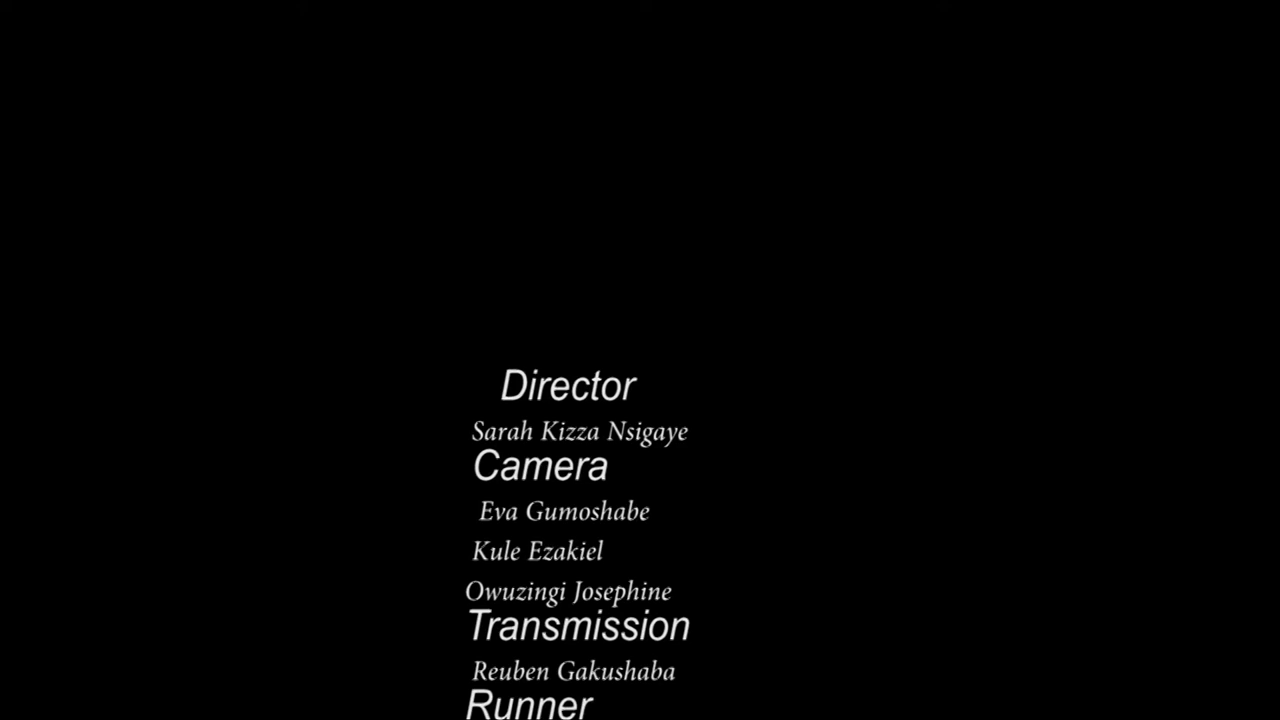 Director
Sarah Kizza Nsigaye
Camera
Eva Gumoshabe
Kule Ezakiel
Owuzingi Josephine
Transmission
Reuben Gakushaba
Runner